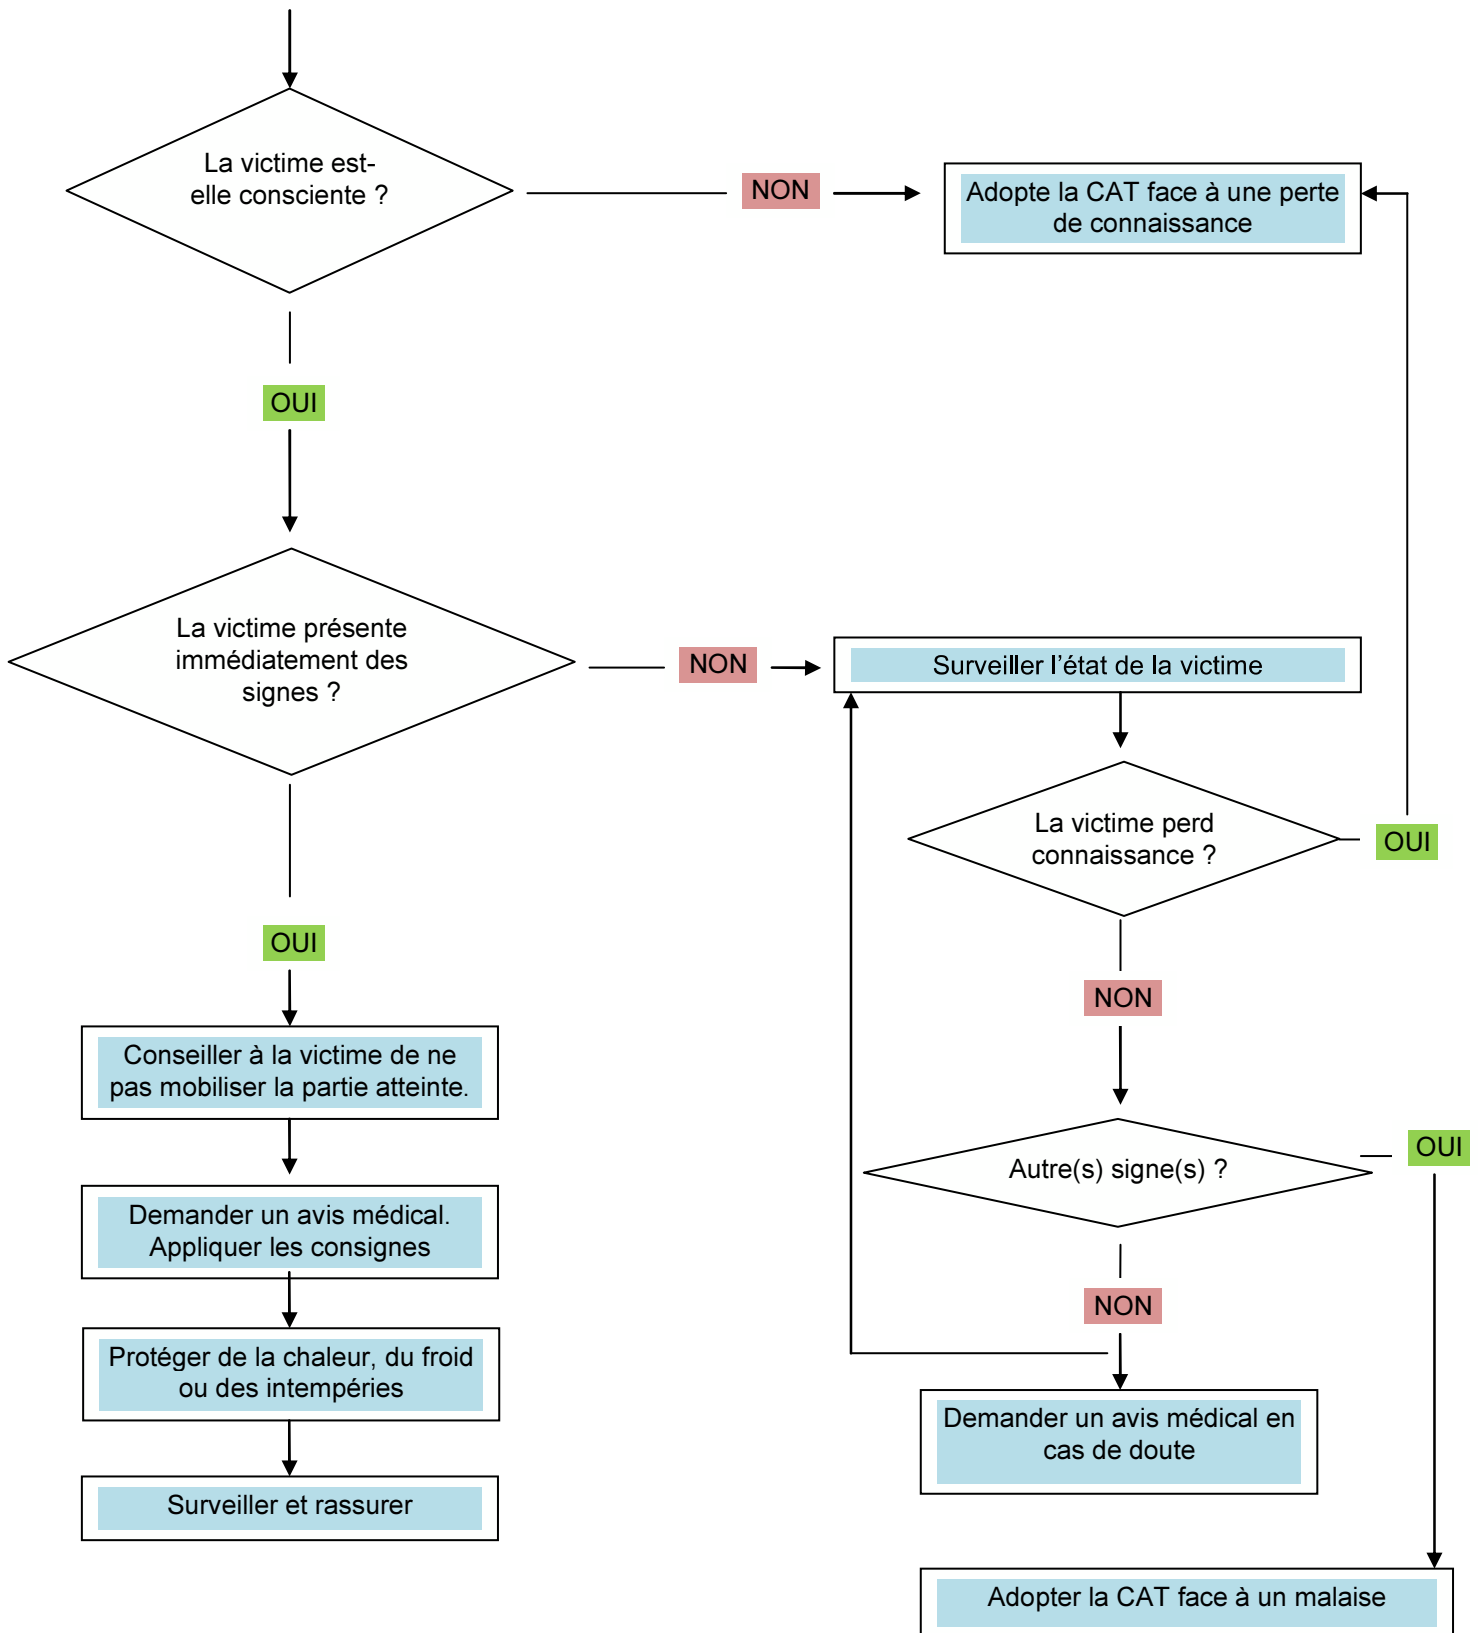 La victime est-
elle consciente ?
NON
Adopte la CAT face à une perte
de connaissance
OUI
La victime présente
immédiatement des
signes ?
NON
Surveiller l’état de la victime
La victime perd
connaissance ?
OUI
NON
OUI
Conseiller à la victime de ne
pas mobiliser la partie atteinte.
Autre(s) signe(s) ?
OUI
Demander un avis médical.
Appliquer les consignes
NON
Protéger de la chaleur, du froid
ou des intempéries
Demander un avis médical en
cas de doute
Surveiller et rassurer
Adopter la CAT face à un malaise